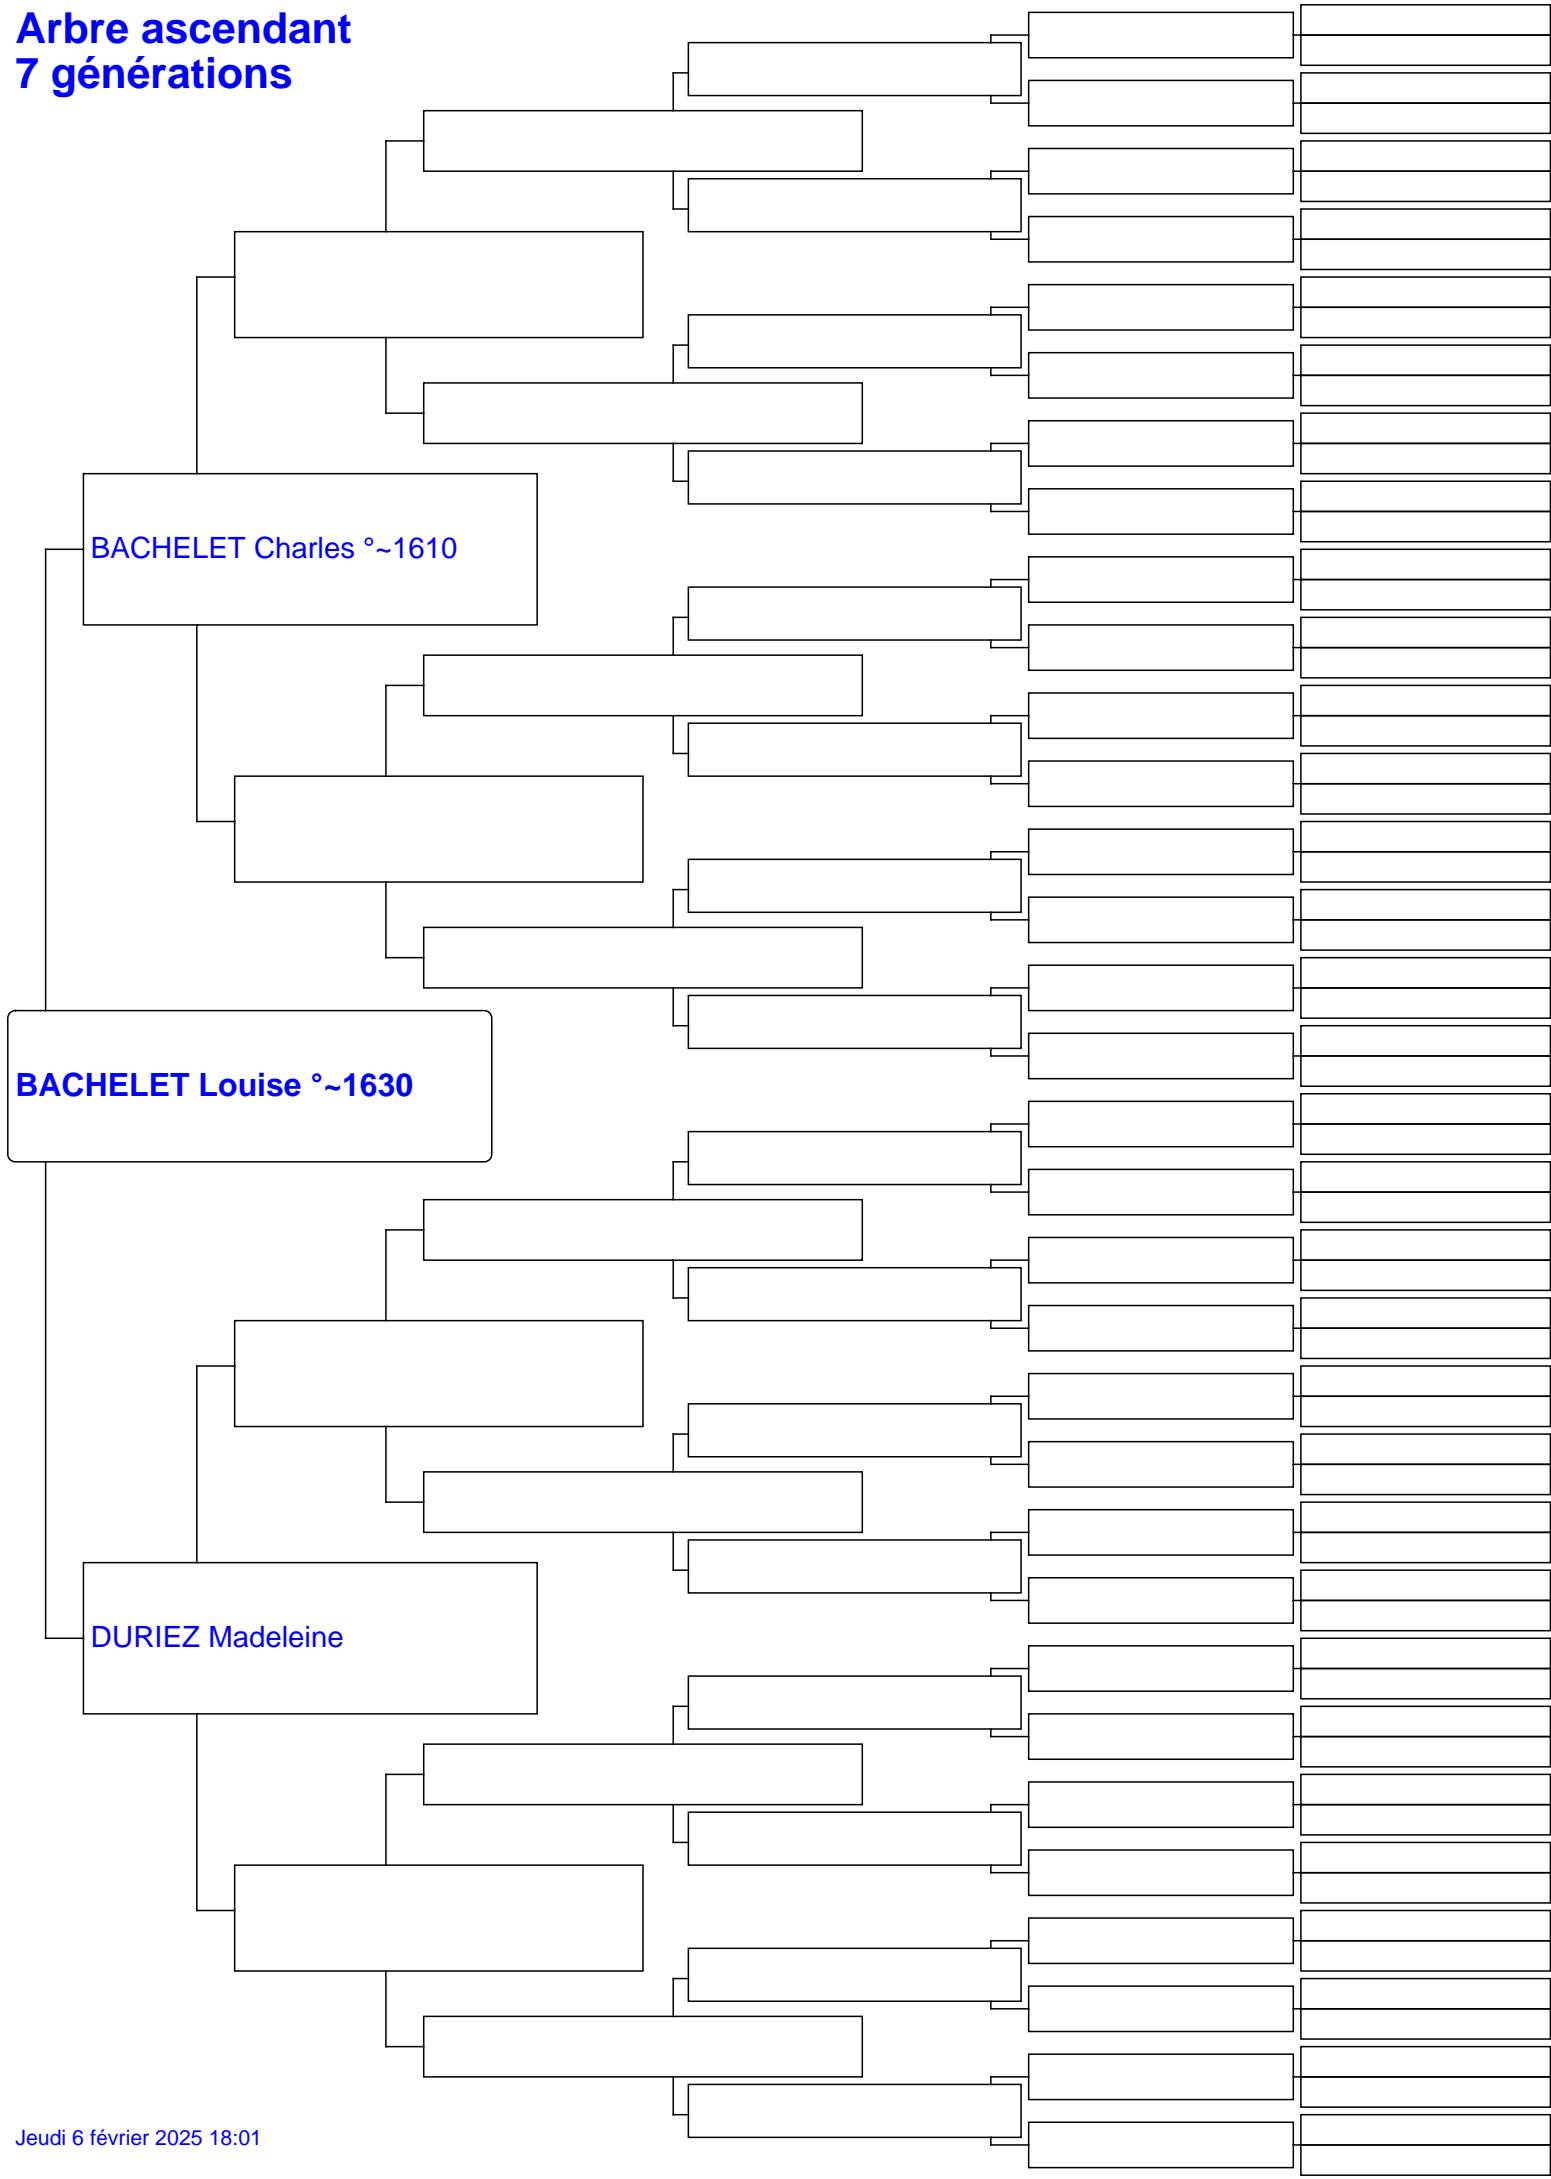 Arbre ascendant
7 générations
BACHELET Charles °~1610
BACHELET Louise °~1630
DURIEZ Madeleine
Jeudi 6 février 2025 18:01